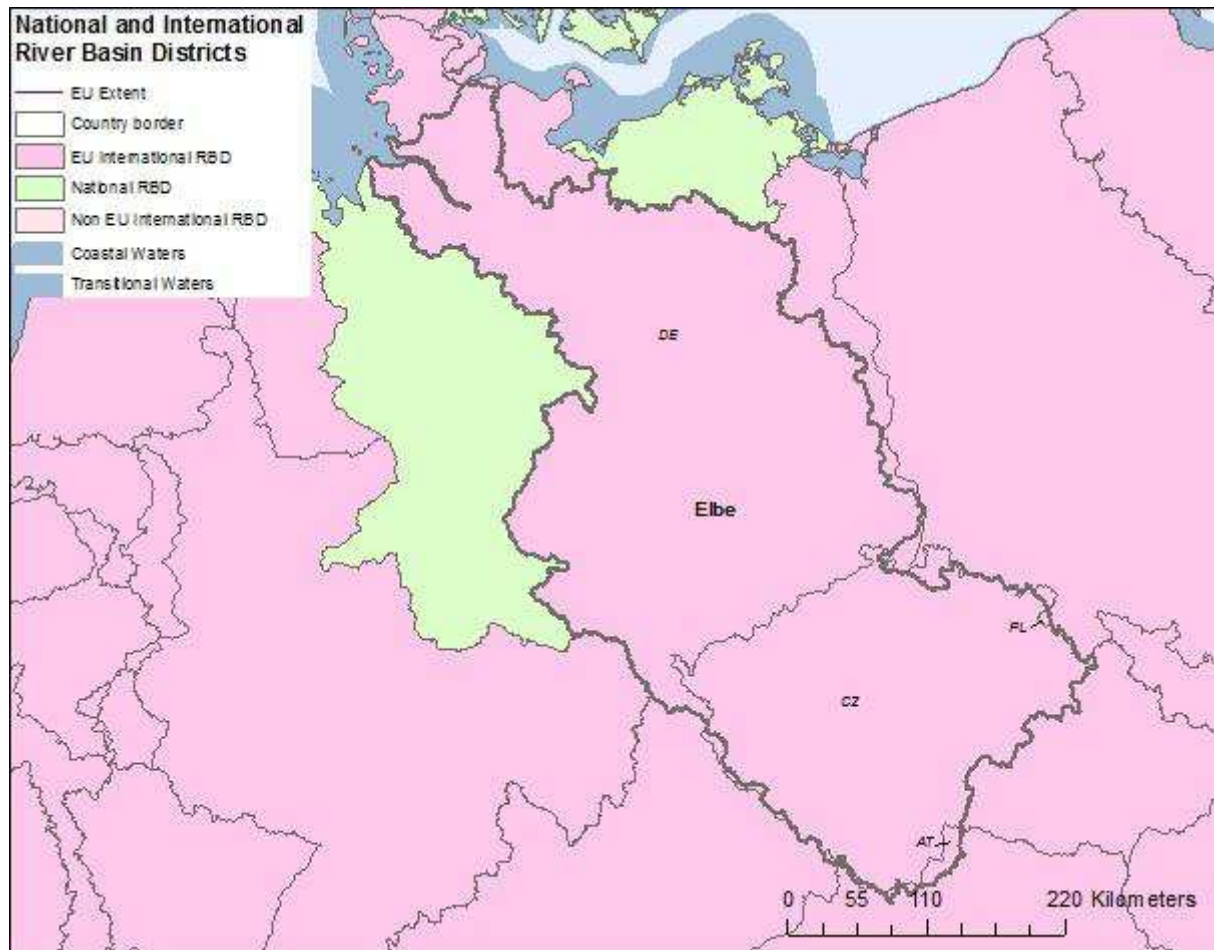 National and International
River Basin Districts
EU Extent
Country border
EU International RBD
National RBD
Non EU International RBD
Coastal Waters
Transitional Waters
DE
Elbe
PL
CZ
AT
0 55 110 220 Kilometers